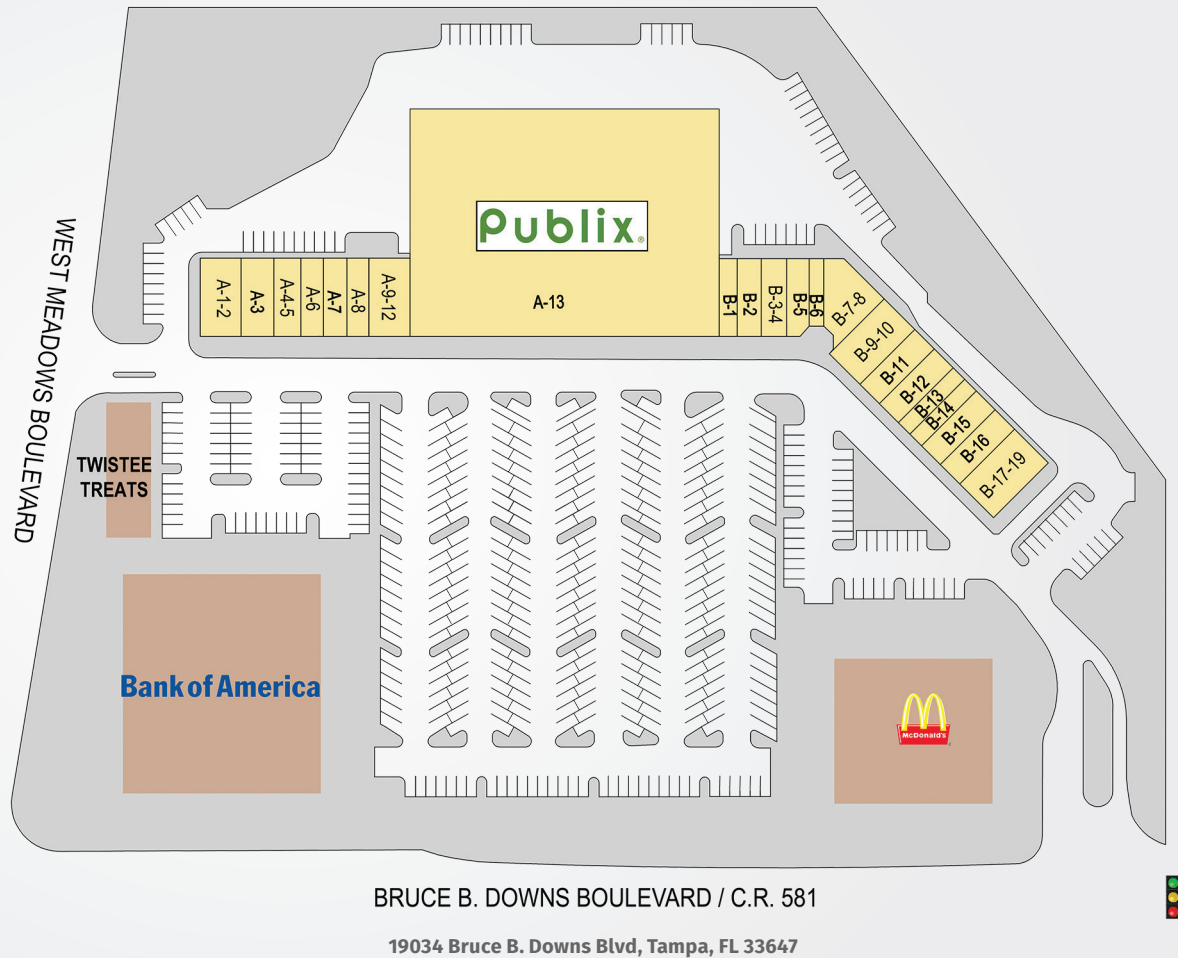 Publix®
WEST MEADOWS BOULEVARD
A-1-2
A-3
A-4-5
A-6
A-7
A-8
A-9-12
A-13
B-1
B-2
B-3-4
B-5
B-6
B-7-8
B-9-10
B-11
B-12
B-13
B-14
B-15
B-16
B-17-19
TWISTEE
TREATS
Bank of America
McDonald's
BRUCE B. DOWNS BOULEVARD / C.R. 581
19034 Bruce B. Downs Blvd, Tampa, FL 33647